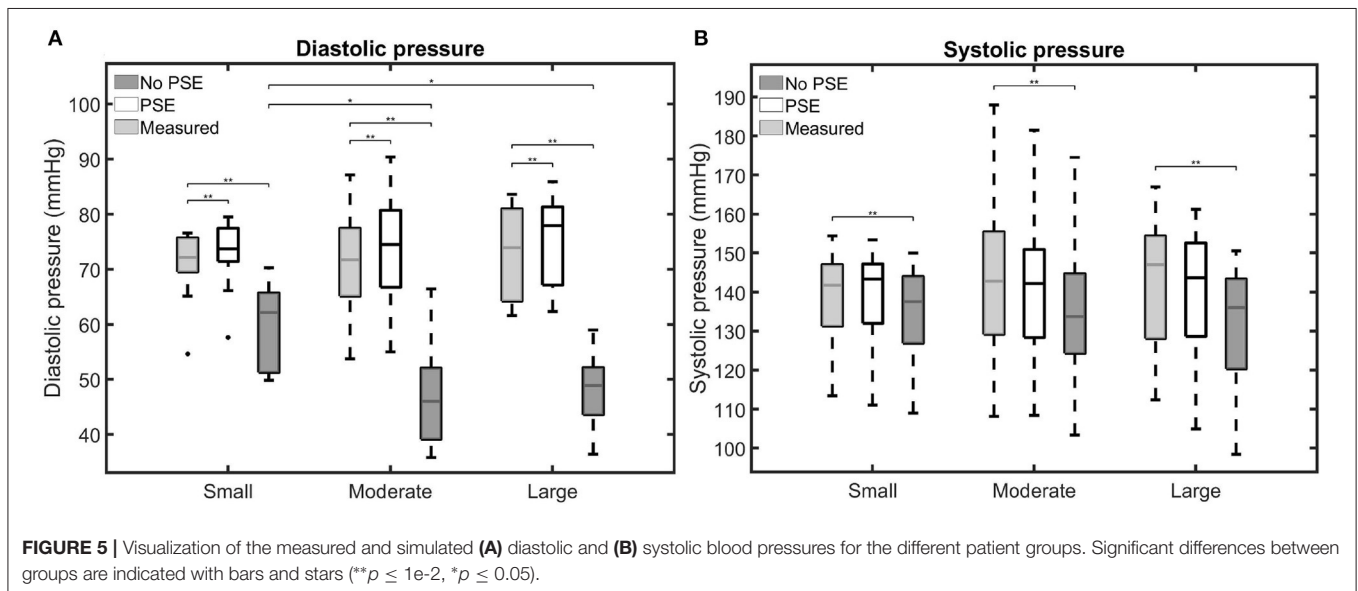 A
Diastolic pressure
No PSE
PSE
Measured
Diastolic pressure (mmHg)
100
90
80
70
60
50
40
*
*
**
**
**
**
**
**
Small
Moderate
Large
B
Systolic pressure
No PSE
PSE
Measured
Systolic pressure (mmHg)
190
180
170
160
150
140
130
120
110
100
**
**
**
Small
Moderate
Large
FIGURE 5 | Visualization of the measured and simulated (A) diastolic and (B) systolic blood pressures for the different patient groups. Significant differences between
groups are indicated with bars and stars (**p ≤ 1e-2, *p ≤ 0.05).